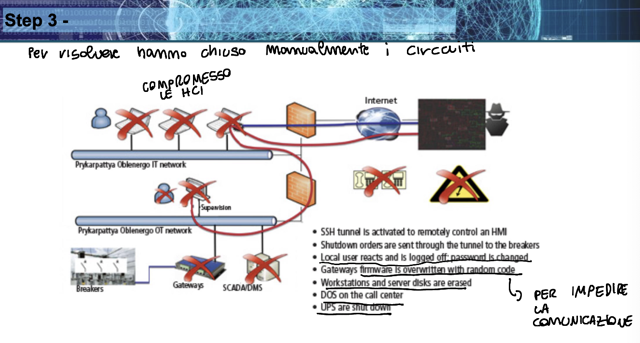 Step 3 -
Per risolvere hanno chiuso manualmente i circuiti
COMPROMESSO
LE HCI
Internet
Prykarpattya Oblenergo IT network
Supervision
Prykarpattya Oblenergo OT network
Breakers
Gateways
SCADA/DMS
• SSH tunnel is activated to remotely control an HMI
• Shutdown orders are sent through the tunnel to the breakers
• Local user reacts and is logged off: password is changed
• Gateways firmware is overwritten with random code
• Workstations and server disks are erased
• DOS on the call center
• UPS are shut down
PER IMPEDIRE
LA
COMUNICAZIONE